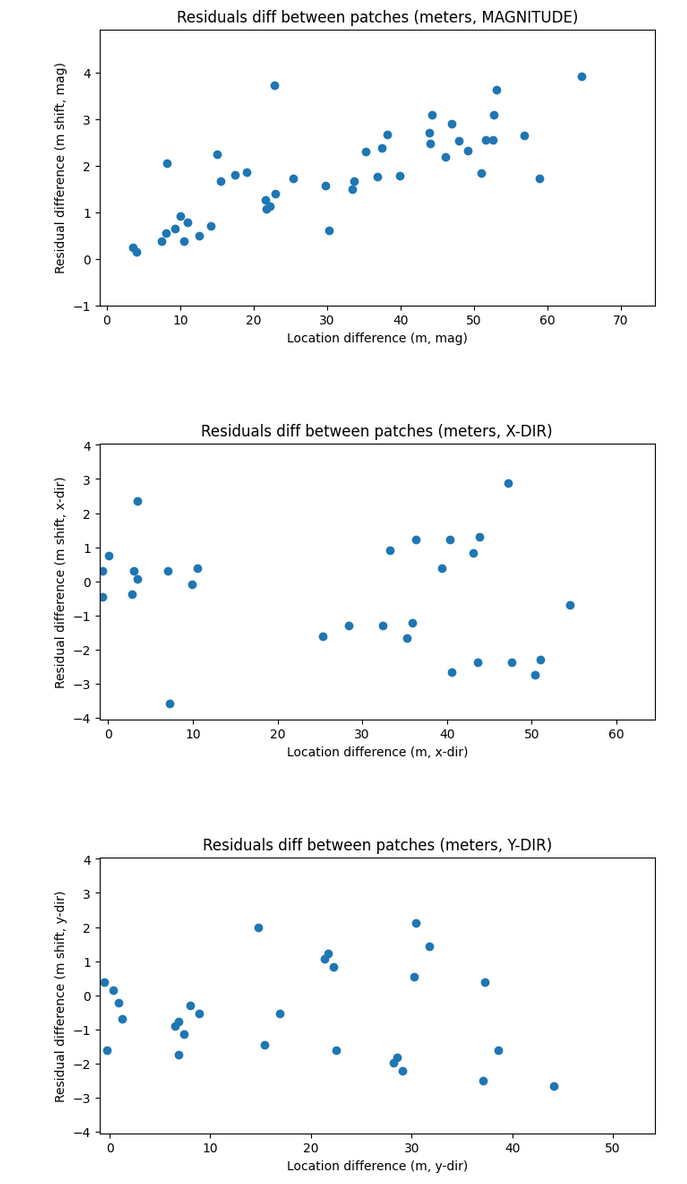 Residuals diff between patches (meters, MAGNITUDE)
Residual difference (m shift, mag)
4
3
2
1
0
−1
0 10 20 30 40 50 60 70
Location difference (m, mag)
Residuals diff between patches (meters, X-DIR)
Residual difference (m shift, x-dir)
4
3
2
1
0
−1
−2
−3
−4
0 10 20 30 40 50 60
Location difference (m, x-dir)
Residuals diff between patches (meters, Y-DIR)
Residual difference (m shift, y-dir)
4
3
2
1
0
−1
−2
−3
−4
0 10 20 30 40 50
Location difference (m, y-dir)